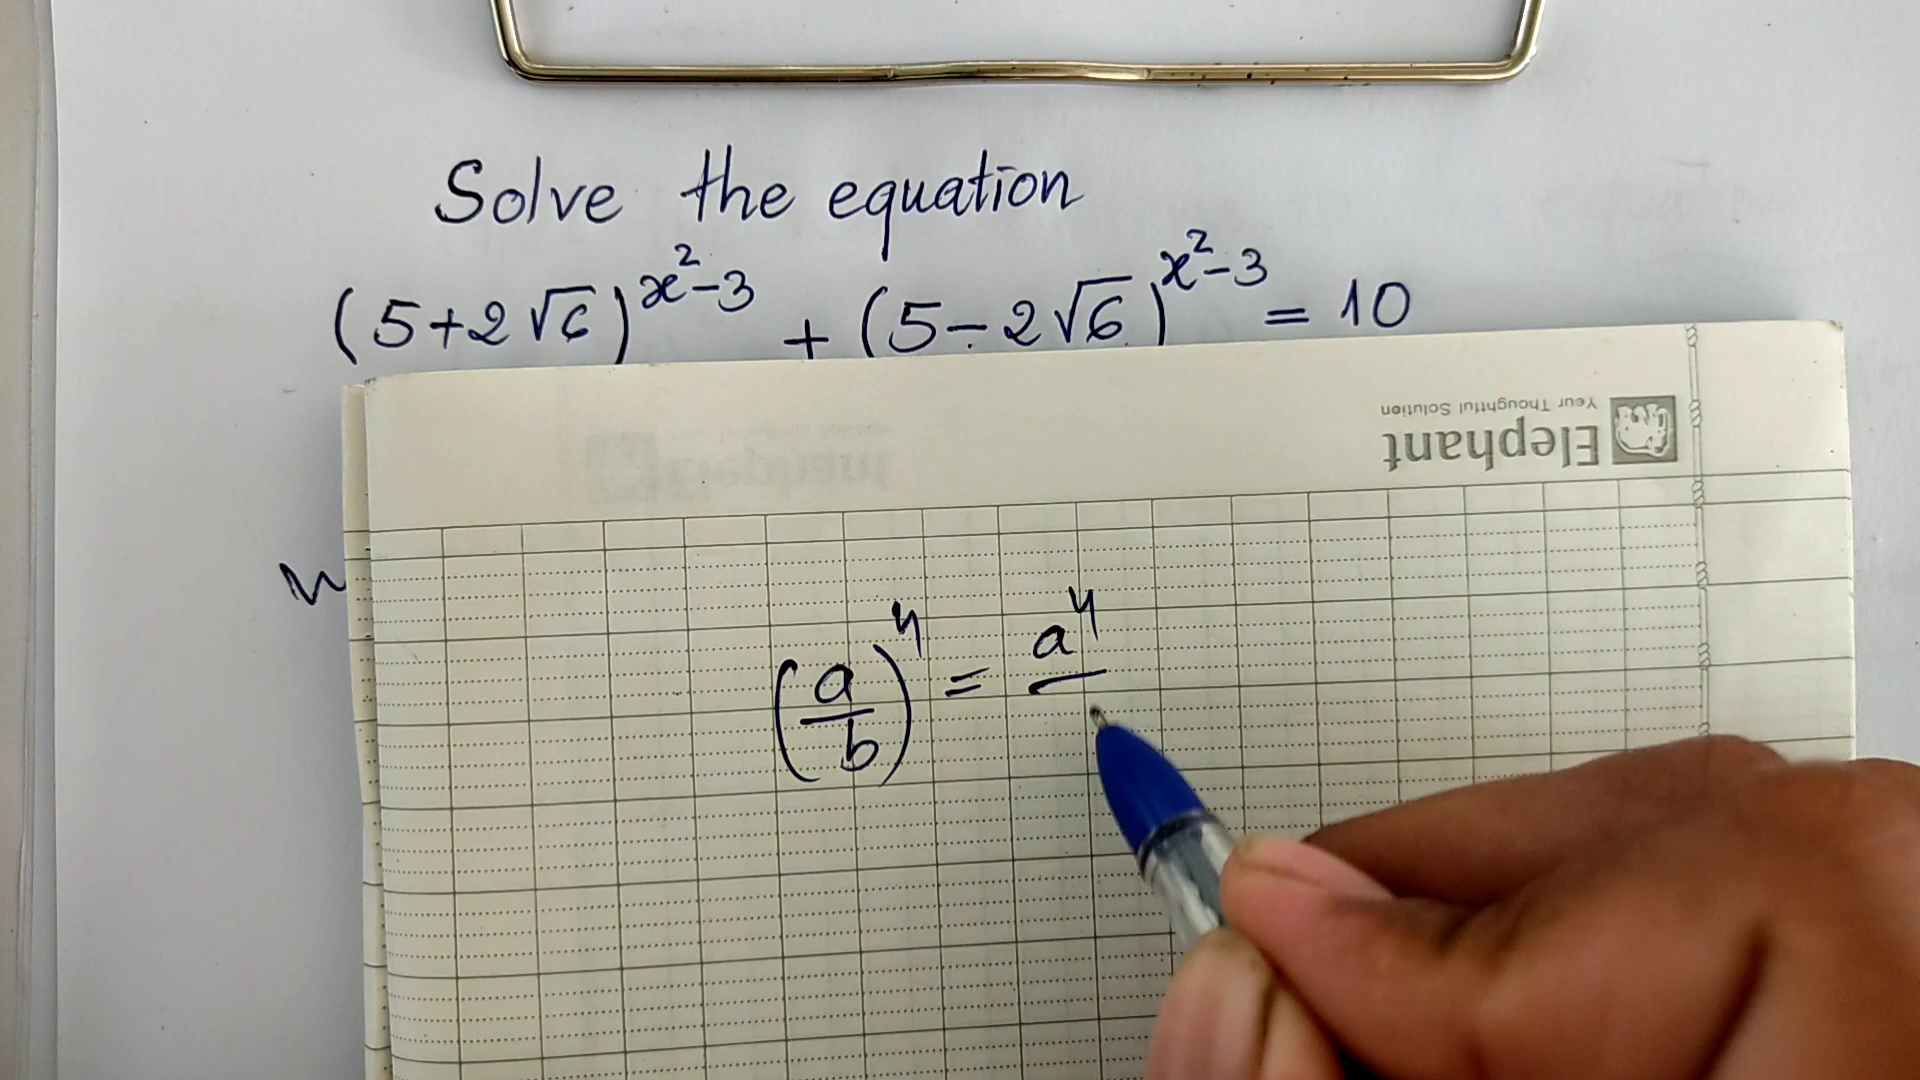 Solve the equation
(5+2√6)^{x²-3} + (5-2√6)^{x²-3} = 10
Elephant
Your Thoughtful Solution
(a/b)^n = a^n/